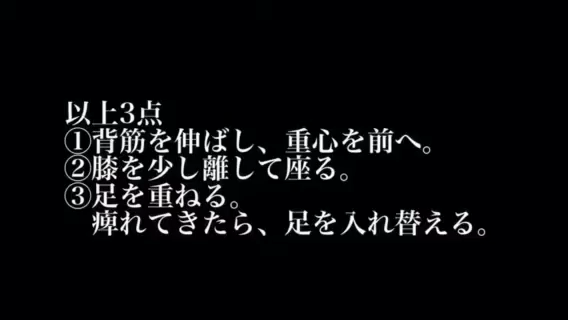 以上3点
①背筋を伸ばし、重心を前へ。
②膝を少し離して座る。
③足を重ねる。
痺れてきたら、足を入れ替える。